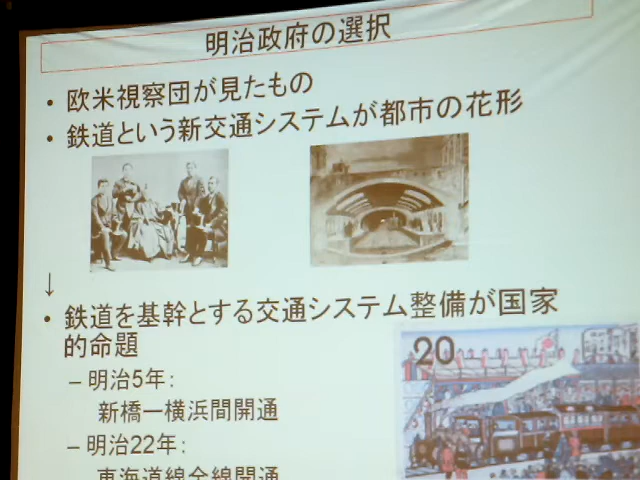 明治政府の選択
・欧米視察団が見たもの
・鉄道という新交通システムが都市の花形
↓
・鉄道を基幹とする交通システム整備が国家
的命題
–明治5年:
新橋ー横浜間開通
–明治22年:
東海道線全線開通
20